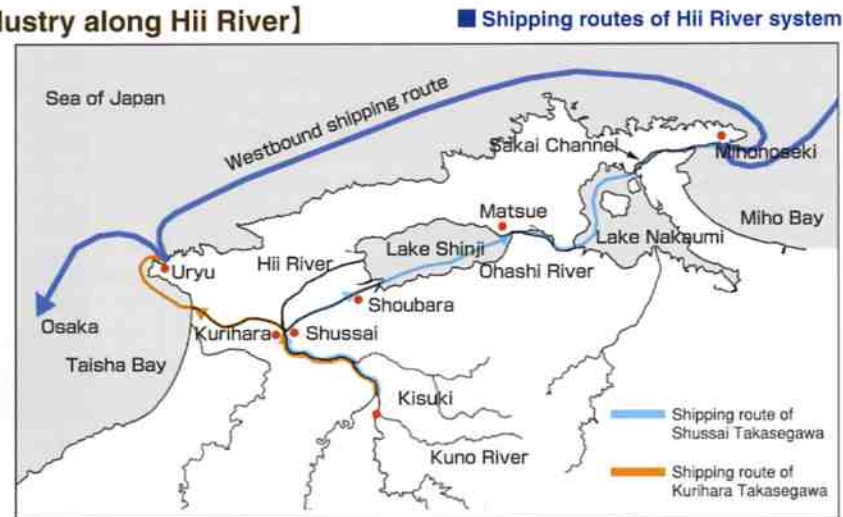 dustry along Hii River】
■ Shipping routes of Hii River system
Sea of Japan
Westbound shipping route
Sakai Channel
Mihonoseki
Matsue
Miho Bay
Lake Shinji
Lake Nakaumi
Hii River
Ohashi River
Uryu
Shoubara
Osaka
Kurihara
Shussai
Taisha Bay
Kisuki
Kuno River
Shipping route of
Shussai Takasegawa
Shipping route of
Kurihara Takasegawa